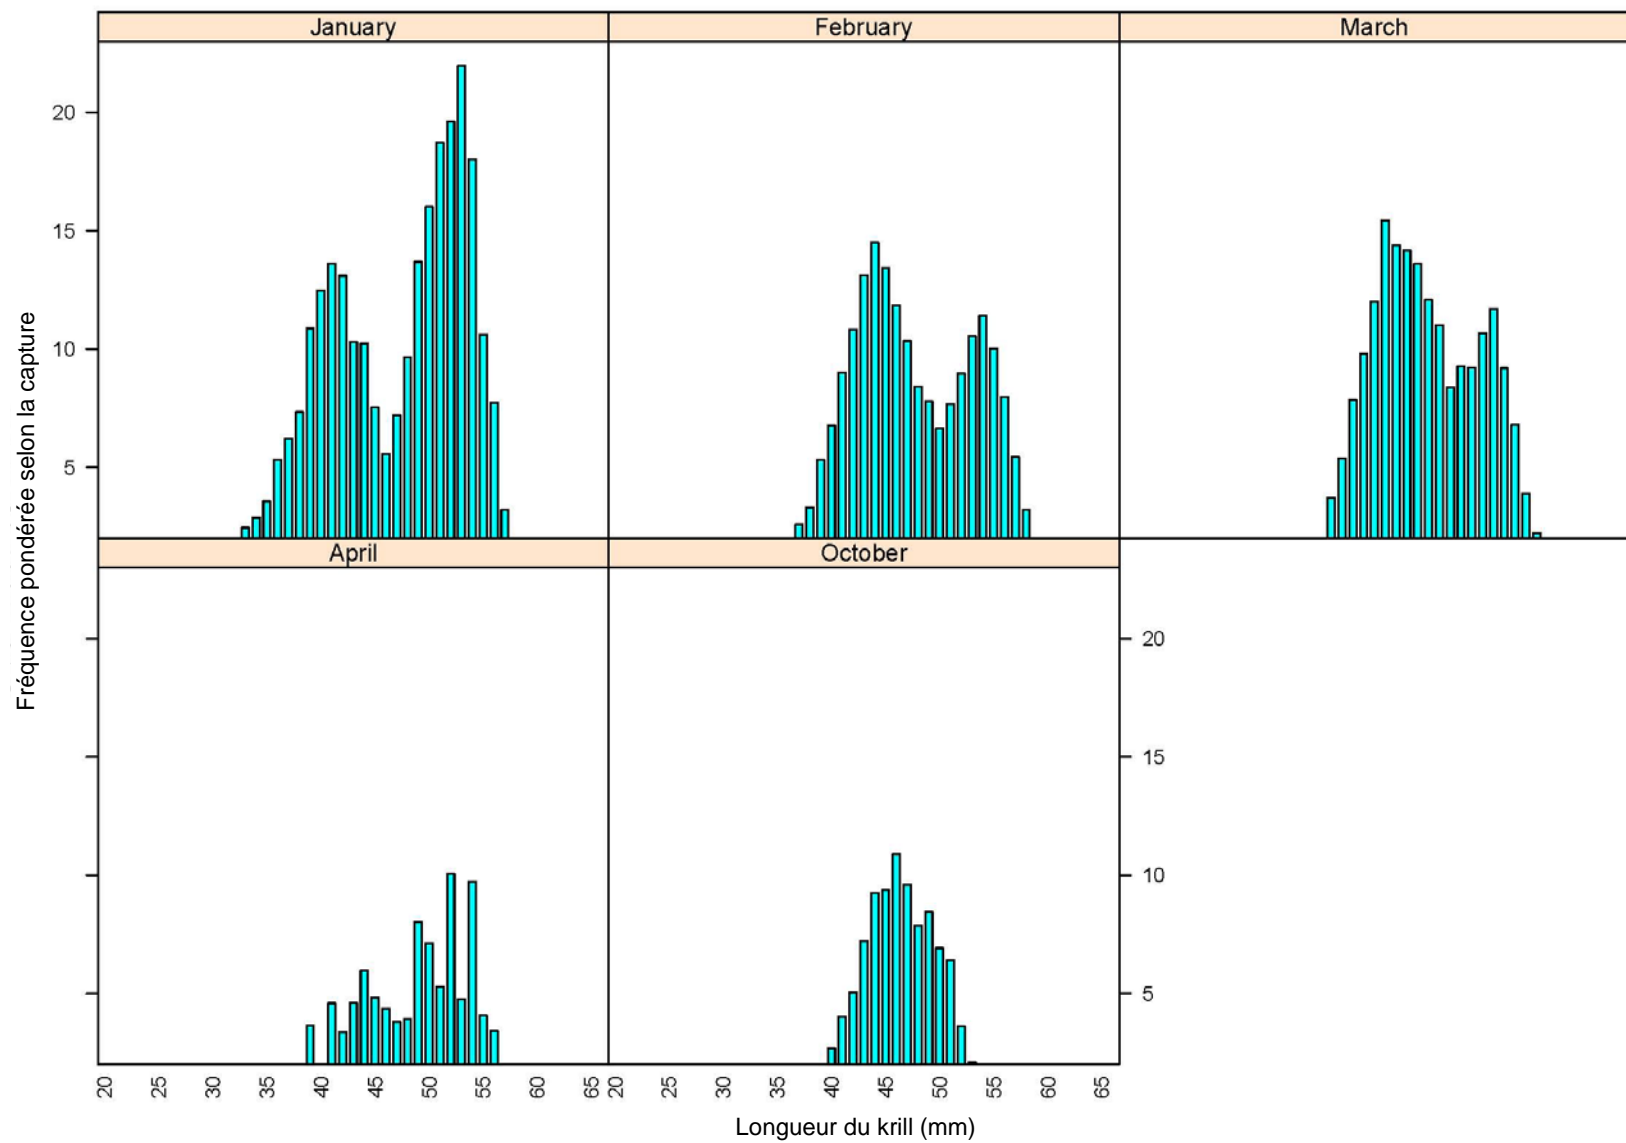 January
February
March
20
15
10
5
Fréquence pondérée selon la capture
April
October
20
15
10
5
20 25 30 35 40 45 50 55 60 65 20 25 30 35 40 45 50 55 60 65
Longueur du krill (mm)